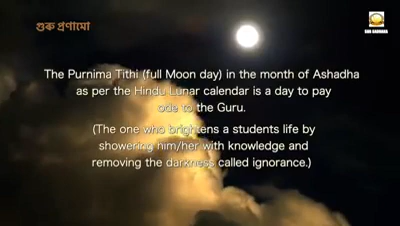 গুরু প্রণামো
The Purnima Tithi (full Moon day) in the month of Ashadha
as per the Hindu Lunar calendar is a day to pay
ode to the Guru.
(The one who brightens a students life by
showering him/her with knowledge and
removing the darkness called ignorance.)